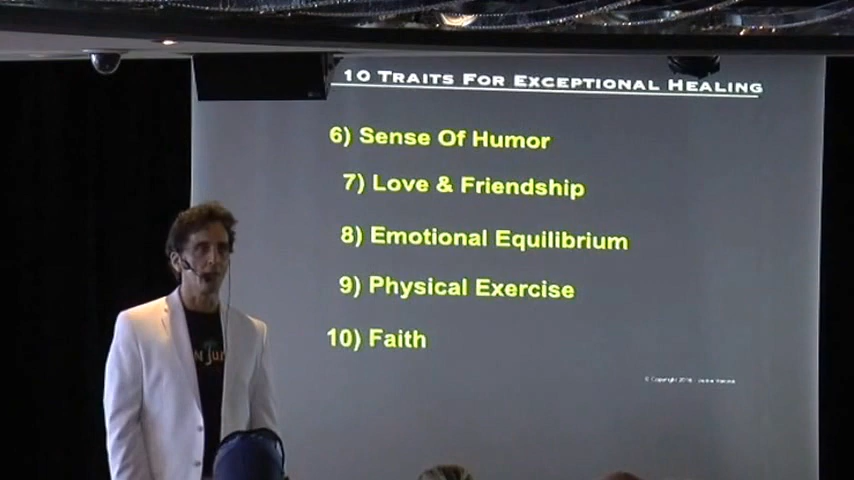 10 TRAITS FOR EXCEPTIONAL HEALING
6) Sense Of Humor
7) Love & Friendship
8) Emotional Equilibrium
9) Physical Exercise
10) Faith
© Copyright